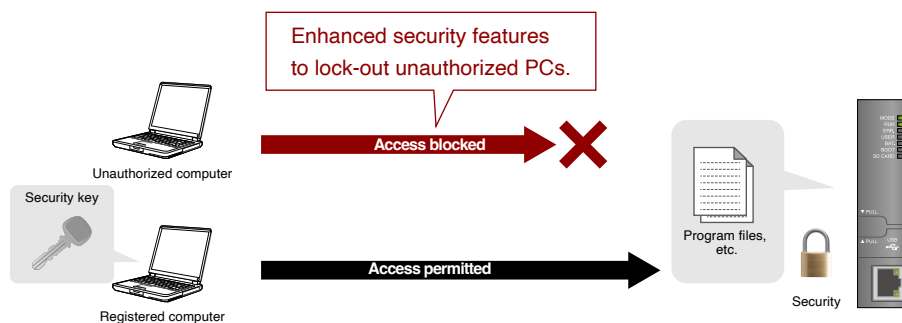 Enhanced security features
to lock-out unauthorized PCs.
Access blocked
Unauthorized computer
Security key
Registered computer
Access permitted
Program files,
etc.
Security
MODE
RUN
ERR.
USER
BAT.
BOOT
SD CARD
▼ PULL
▲ PULL
USB